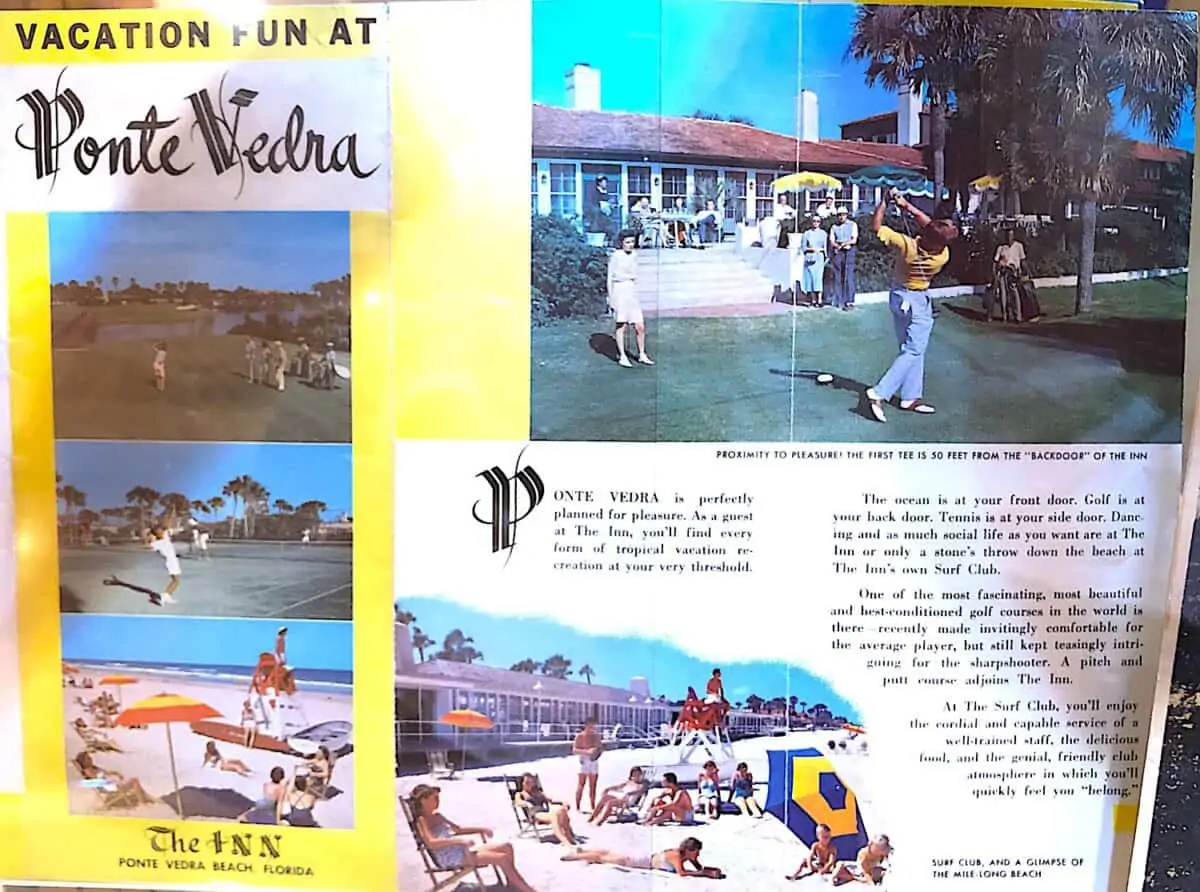 VACATION FUN AT
Ponte Vedra
The INN
PONTE VEDRA BEACH, FLORIDA
PROXIMITY TO PLEASURE! THE FIRST TEE IS 50 FEET FROM THE "BACKDOOR" OF THE INN
PONTE VEDRA is perfectly
planned for pleasure. As a guest
at The Inn, you'll find every
form of tropical vacation re-
creation at your very threshold.
The ocean is at your front door. Golf is at
your back door. Tennis is at your side door. Danc-
ing and as much social life as you want are at The
Inn or only a stone's throw down the beach at
The Inn's own Surf Club.
One of the most fascinating, most beautiful
and best-conditioned golf courses in the world is
there—recently made invitingly comfortable for
the average player, but still kept teasingly intri-
guing for the sharpshooter. A pitch and
putt course adjoins The Inn.
At The Surf Club, you'll enjoy
the cordial and capable service of a
well-trained staff, the delicious
food, and the genial, friendly club
atmosphere in which you'll
quickly feel you "belong."
SURF CLUB, AND A GLIMPSE OF
THE MILE-LONG BEACH